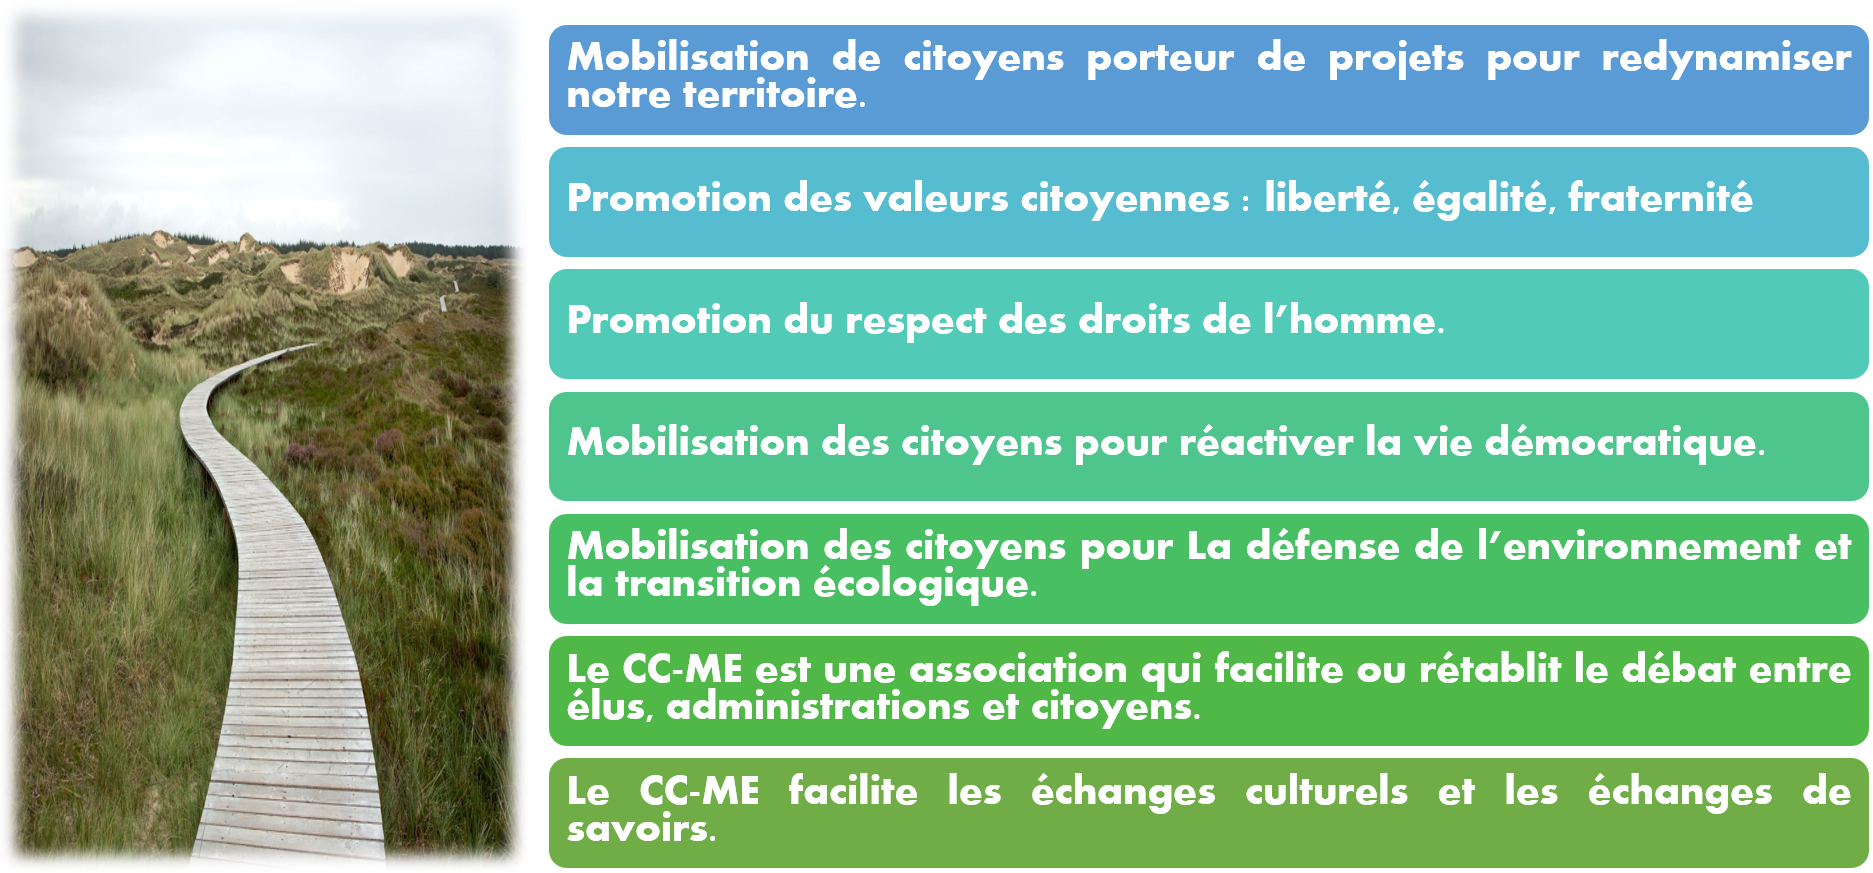 Mobilisation de citoyens porteur de projets pour redynamiser
notre territoire.
Promotion des valeurs citoyennes : liberté, égalité, fraternité
Promotion du respect des droits de l’homme.
Mobilisation des citoyens pour réactiver la vie démocratique.
Mobilisation des citoyens pour La défense de l’environnement et
la transition écologique.
Le CC-ME est une association qui facilite ou rétablit le débat entre
élus, administrations et citoyens.
Le CC-ME facilite les échanges culturels et les échanges de
savoirs.